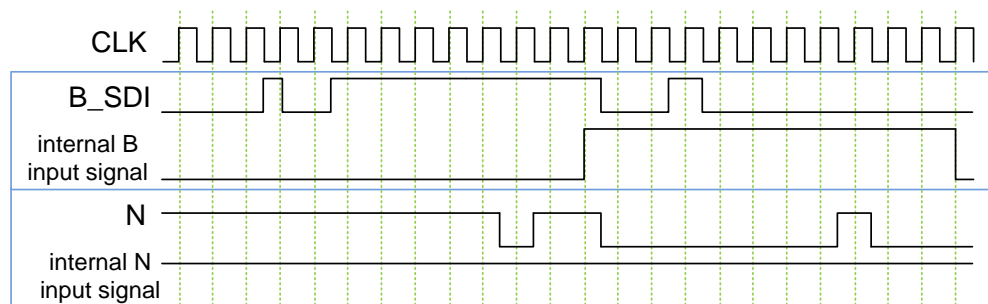 CLK
B_SDI
internal B
input signal
N
internal N
input signal